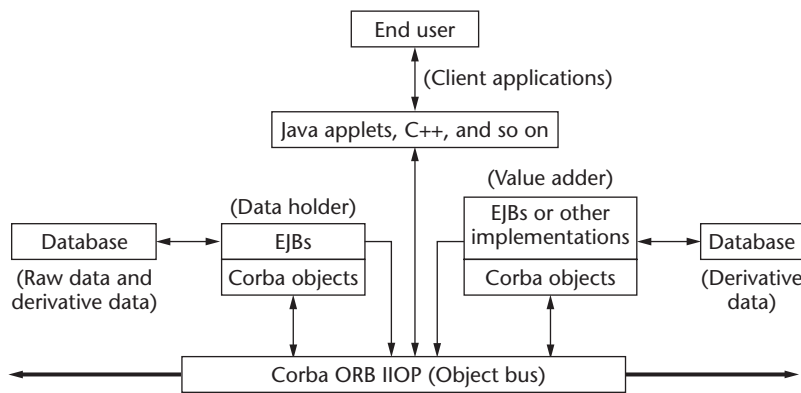 End user
(Client applications)
Java applets, C++, and so on
(Value adder)
(Data holder)
EJBs or other
implementations
Database
EJBs
Database
(Raw data and
derivative data)
Corba objects
Corba objects
(Derivative
data)
Corba ORB IIOP (Object bus)